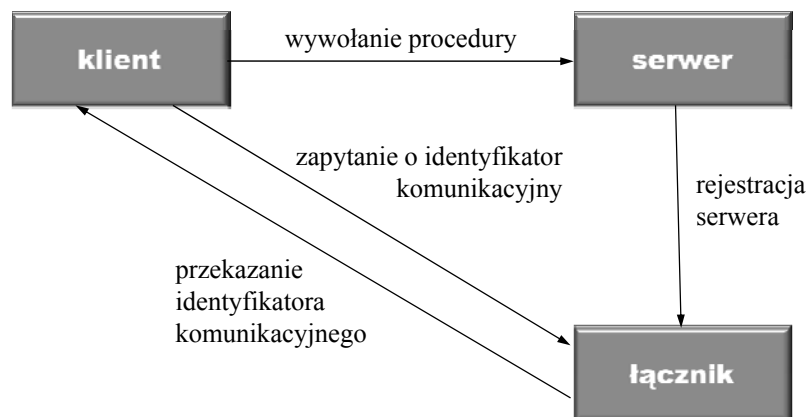 wywołanie procedury
klient
serwer
zapytanie o identyfikator
komunikacyjny
rejestracja
serwera
przekazanie
identyfikatora
komunikacyjnego
łącznik